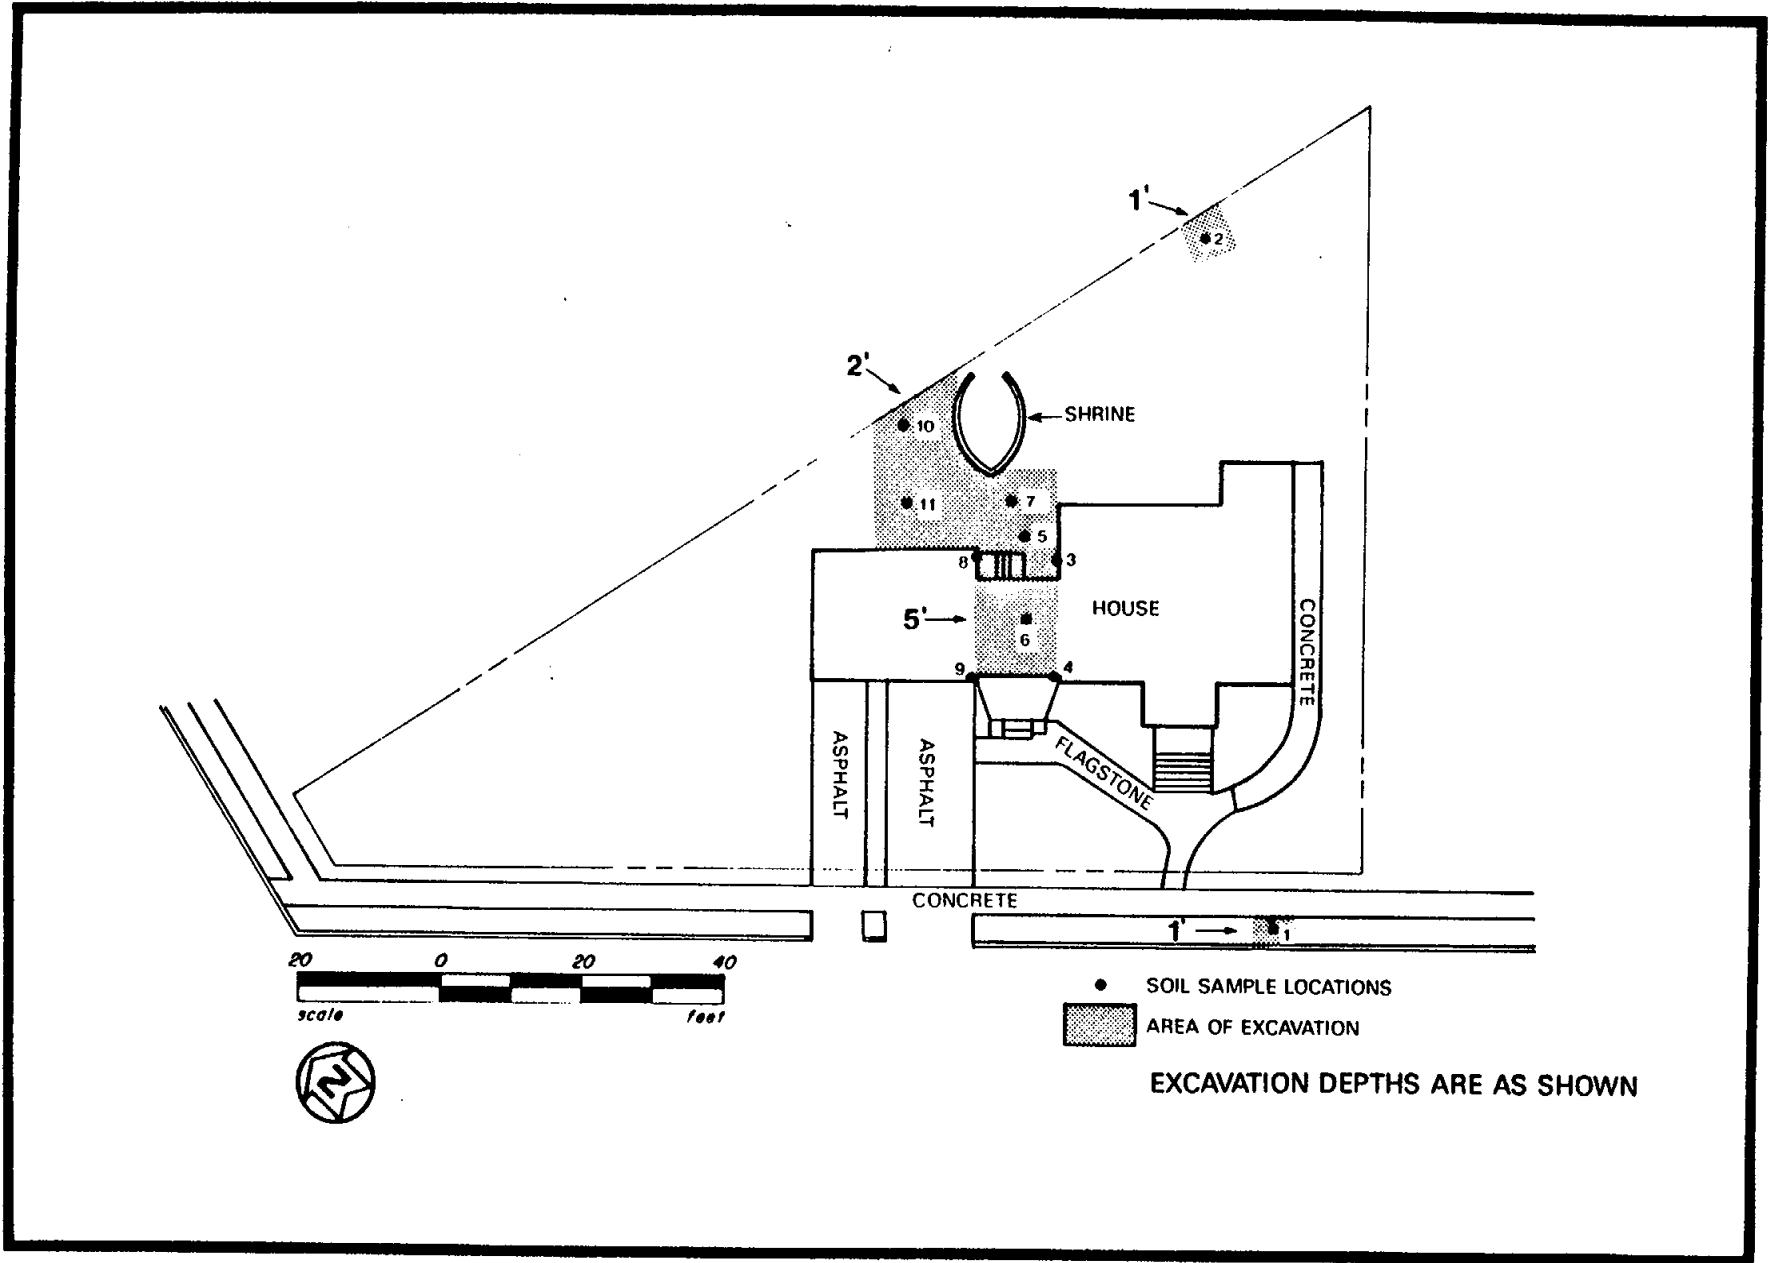 1'
2
2'
SHRINE
10
11
7
5
8
3
HOUSE
5'
6
CONCRETE
9
4
ASPHALT
ASPHALT
FLAGSTONE
CONCRETE
1'
1
20 0 20 40
scale feet
SOIL SAMPLE LOCATIONS
AREA OF EXCAVATION
N
EXCAVATION DEPTHS ARE AS SHOWN